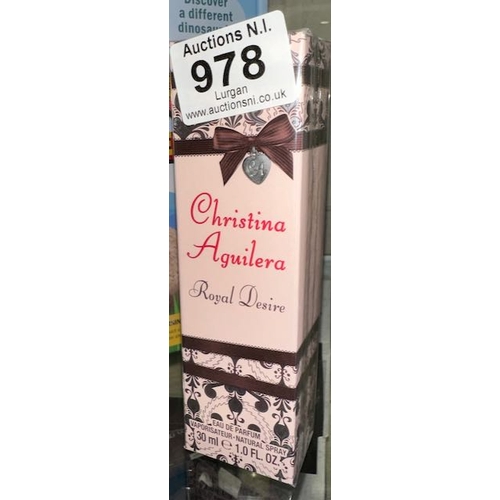 Discover
a different
dinosaur
Auctions N.I.
978
Lurgan
www.auctionsni.co.uk
Christina
Aguilera
Royal Desire
EAU DE PARFUM
VAPORISATEUR-NATURAL SPRAY
30 ml ℮ 1.0 FL. OZ.